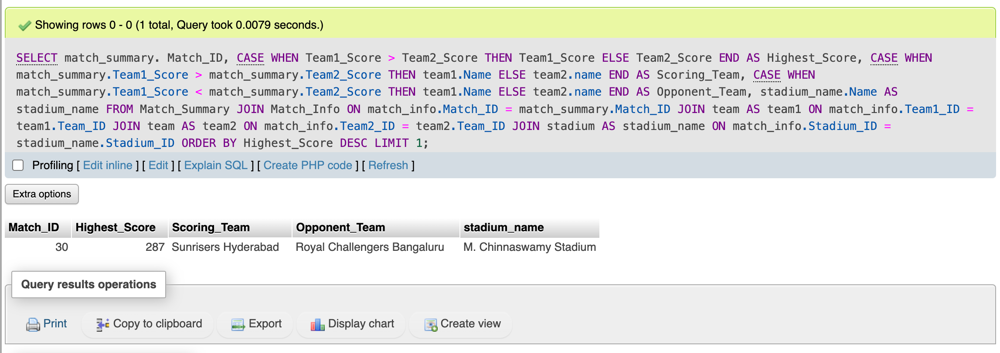 Showing rows 0 - 0 (1 total, Query took 0.0079 seconds.)
SELECT match_summary. Match_ID, CASE WHEN Team1_Score > Team2_Score THEN Team1_Score ELSE Team2_Score END AS Highest_Score, CASE WHEN
match_summary.Team1_Score > match_summary.Team2_Score THEN team1.Name ELSE team2.name END AS Scoring_Team, CASE WHEN
match_summary.Team1_Score < match_summary.Team2_Score THEN team1.Name ELSE team2.name END AS Opponent_Team, stadium_name.Name AS
stadium_name FROM Match_Summary JOIN Match_Info ON match_info.Match_ID = match_summary.Match_ID JOIN team AS team1 ON match_info.Team1_ID =
team1.Team_ID JOIN team AS team2 ON match_info.Team2_ID = team2.Team_ID JOIN stadium AS stadium_name ON match_info.Stadium_ID =
stadium_name.Stadium_ID ORDER BY Highest_Score DESC LIMIT 1;
Profiling [ Edit inline ] [ Edit ] [ Explain SQL ] [ Create PHP code ] [ Refresh ]
Extra options
Match_ID Highest_Score Scoring_Team Opponent_Team stadium_name
30 287 Sunrisers Hyderabad Royal Challengers Bangaluru M. Chinnaswamy Stadium
Query results operations
Print Copy to clipboard Export Display chart Create view